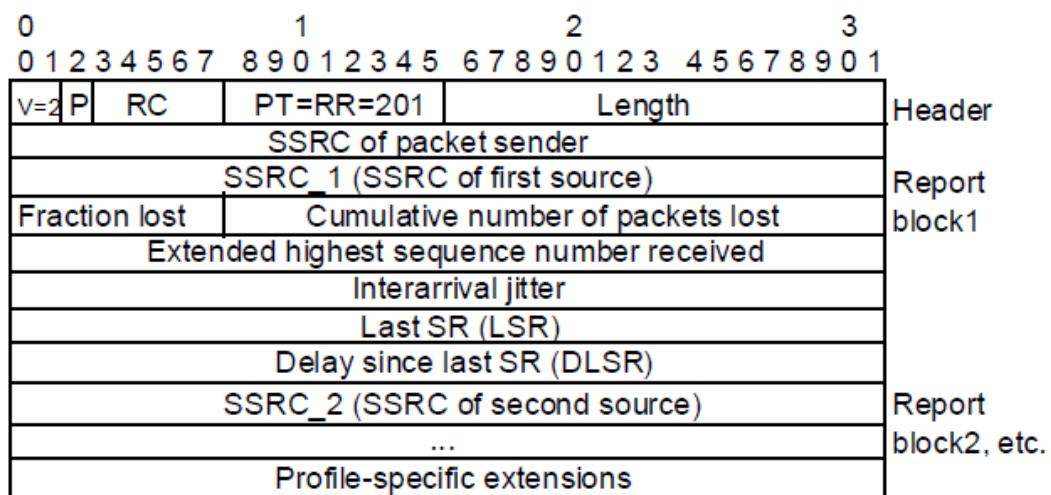 0 1 2 3
0 1 2 3 4 5 6 7 8 9 0 1 2 3 4 5 6 7 8 9 0 1 2 3 4 5 6 7 8 9 0 1
V=2 P RC PT=RR=201 Length Header
SSRC of packet sender
SSRC_1 (SSRC of first source) Report
Fraction lost Cumulative number of packets lost block1
Extended highest sequence number received
Interarrival jitter
Last SR (LSR)
Delay since last SR (DLSR)
SSRC_2 (SSRC of second source) Report
... block2, etc.
Profile-specific extensions